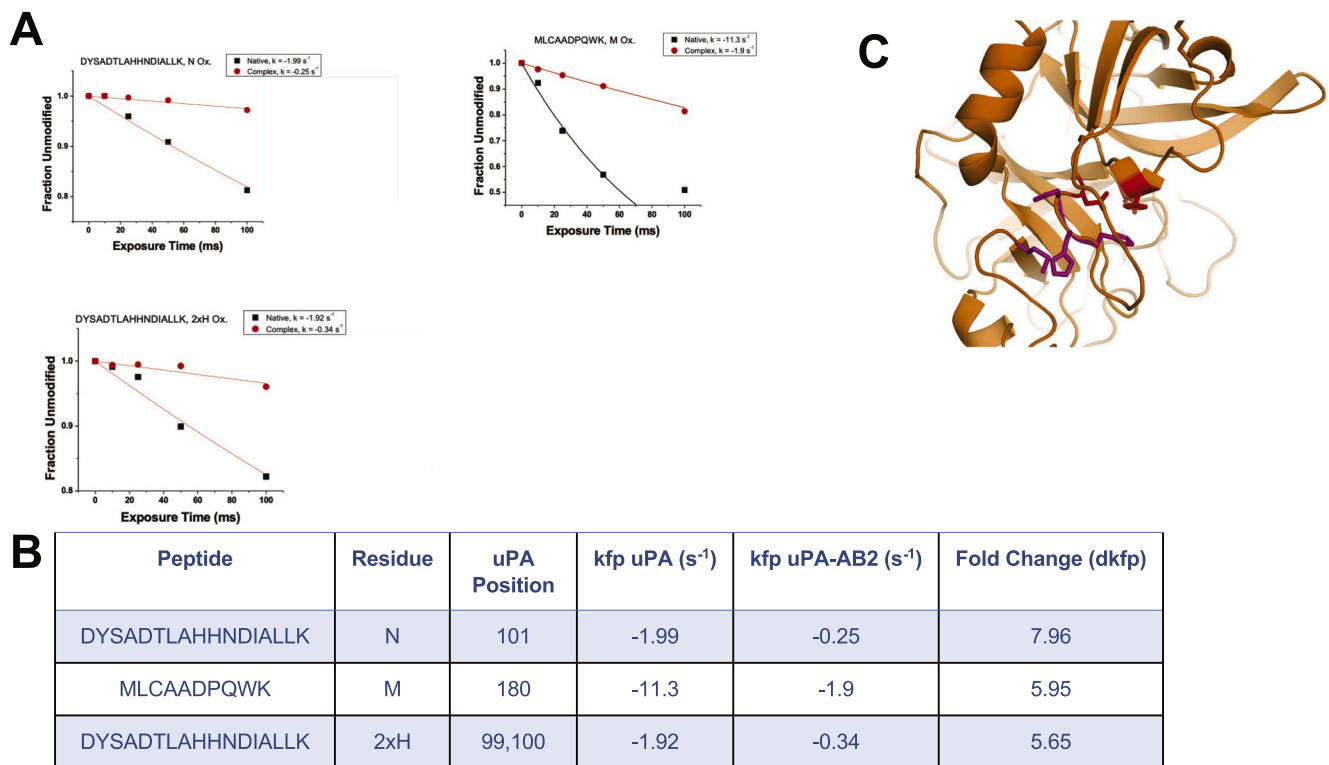 A
DYSADTLAHHNDIALLK, N Ox.
Native, k = -1.99 s⁻¹
Complex, k = -0.25 s⁻¹
1.0
0.9
0.8
Fraction Unmodified
0 20 40 60 80 100
Exposure Time (ms)
MLCAADPQWK, M Ox.
Native, k = -11.3 s⁻¹
Complex, k = -1.9 s⁻¹
1.0
0.9
0.8
0.7
0.6
0.5
Fraction Unmodified
0 20 40 60 80 100
Exposure Time (ms)
DYSADTLAHHNDIALLK, 2xH Ox.
Native, k = -1.92 s⁻¹
Complex, k = -0.34 s⁻¹
1.0
0.9
0.8
Fraction Unmodified
0 20 40 60 80 100
Exposure Time (ms)
C
B
Peptide Residue uPA Position kfp uPA (s⁻¹) kfp uPA-AB2 (s⁻¹) Fold Change (dkfp)
DYSADTLAHHNDIALLK N 101 -1.99 -0.25 7.96
MLCAADPQWK M 180 -11.3 -1.9 5.95
DYSADTLAHHNDIALLK 2xH 99,100 -1.92 -0.34 5.65